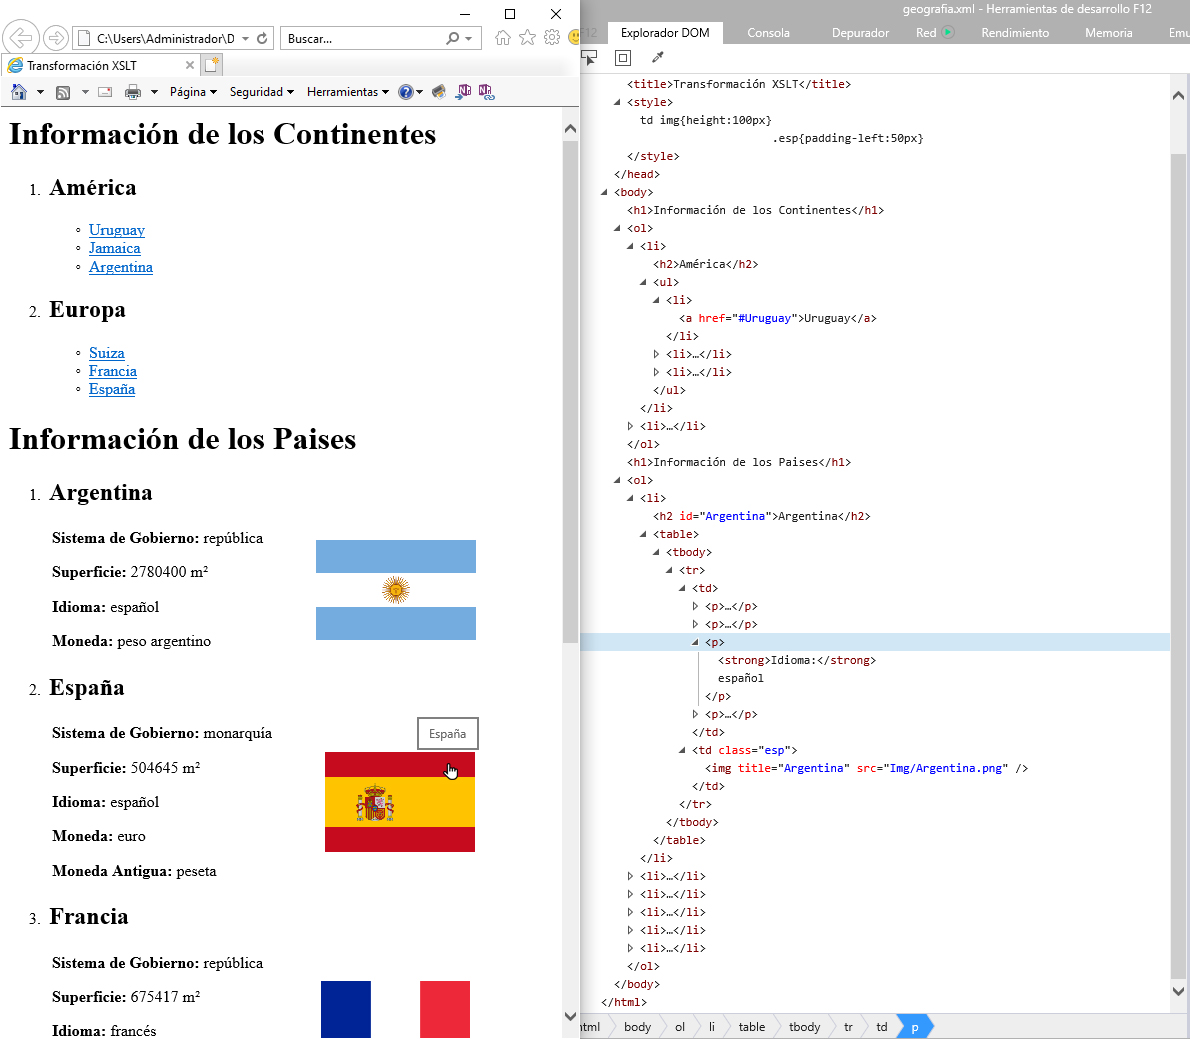 C:\Users\Administrador\D
Buscar...
Transformación XSLT
Página
Seguridad
Herramientas
Información de los Continentes
1. América
Uruguay
Jamaica
Argentina
2. Europa
Suiza
Francia
España
Información de los Paises
1. Argentina
Sistema de Gobierno: república
Superficie: 2780400 m²
Idioma: español
Moneda: peso argentino
2. España
Sistema de Gobierno: monarquía
España
Superficie: 504645 m²
Idioma: español
Moneda: euro
Moneda Antigua: peseta
3. Francia
Sistema de Gobierno: república
Superficie: 675417 m²
Idioma: francés
geografia.xml - Herramientas de desarrollo F12
F12 Explorador DOM Consola Depurador Red Rendimiento Memoria Emu
<title>Transformación XSLT</title>
<style>
td img{height:100px}
.esp{padding-left:50px}
</style>
</head>
<body>
<h1>Información de los Continentes</h1>
<ol>
<li>
<h2>América</h2>
<ul>
<li>
<a href="#Uruguay">Uruguay</a>
</li>
<li>…</li>
<li>…</li>
</ul>
</li>
<li>…</li>
</ol>
<h1>Información de los Paises</h1>
<ol>
<li>
<h2 id="Argentina">Argentina</h2>
<table>
<tbody>
<tr>
<td>
<p>…</p>
<p>…</p>
<p>
<strong>Idioma:</strong>
español
</p>
<p>…</p>
</td>
<td class="esp">
<img title="Argentina" src="Img/Argentina.png" />
</td>
</tr>
</tbody>
</table>
</li>
<li>…</li>
<li>…</li>
<li>…</li>
<li>…</li>
<li>…</li>
</ol>
</body>
</html>
html body ol li table tbody tr td p